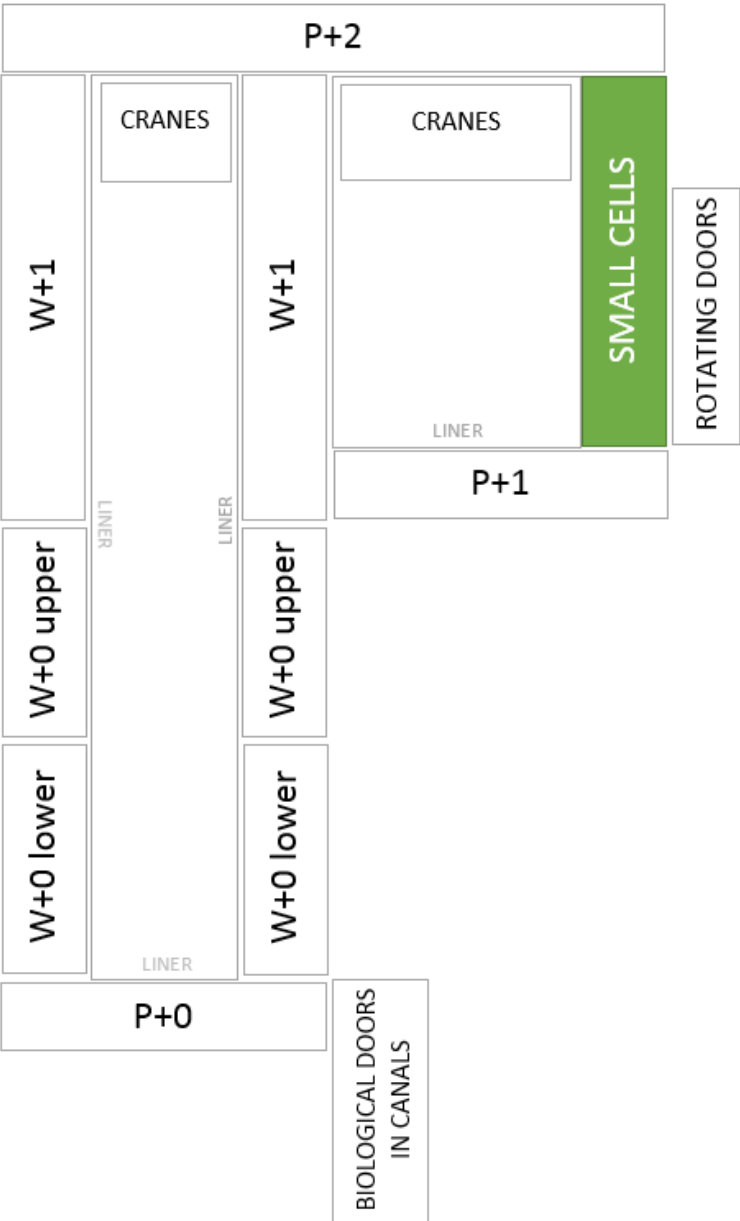 P+2
CRANES
CRANES
W+1
W+1
SMALL CELLS
ROTATING DOORS
LINER
P+1
LINER
LINER
W+0 upper
W+0 upper
W+0 lower
W+0 lower
LINER
P+0
BIOLOGICAL DOORS
IN CANALS